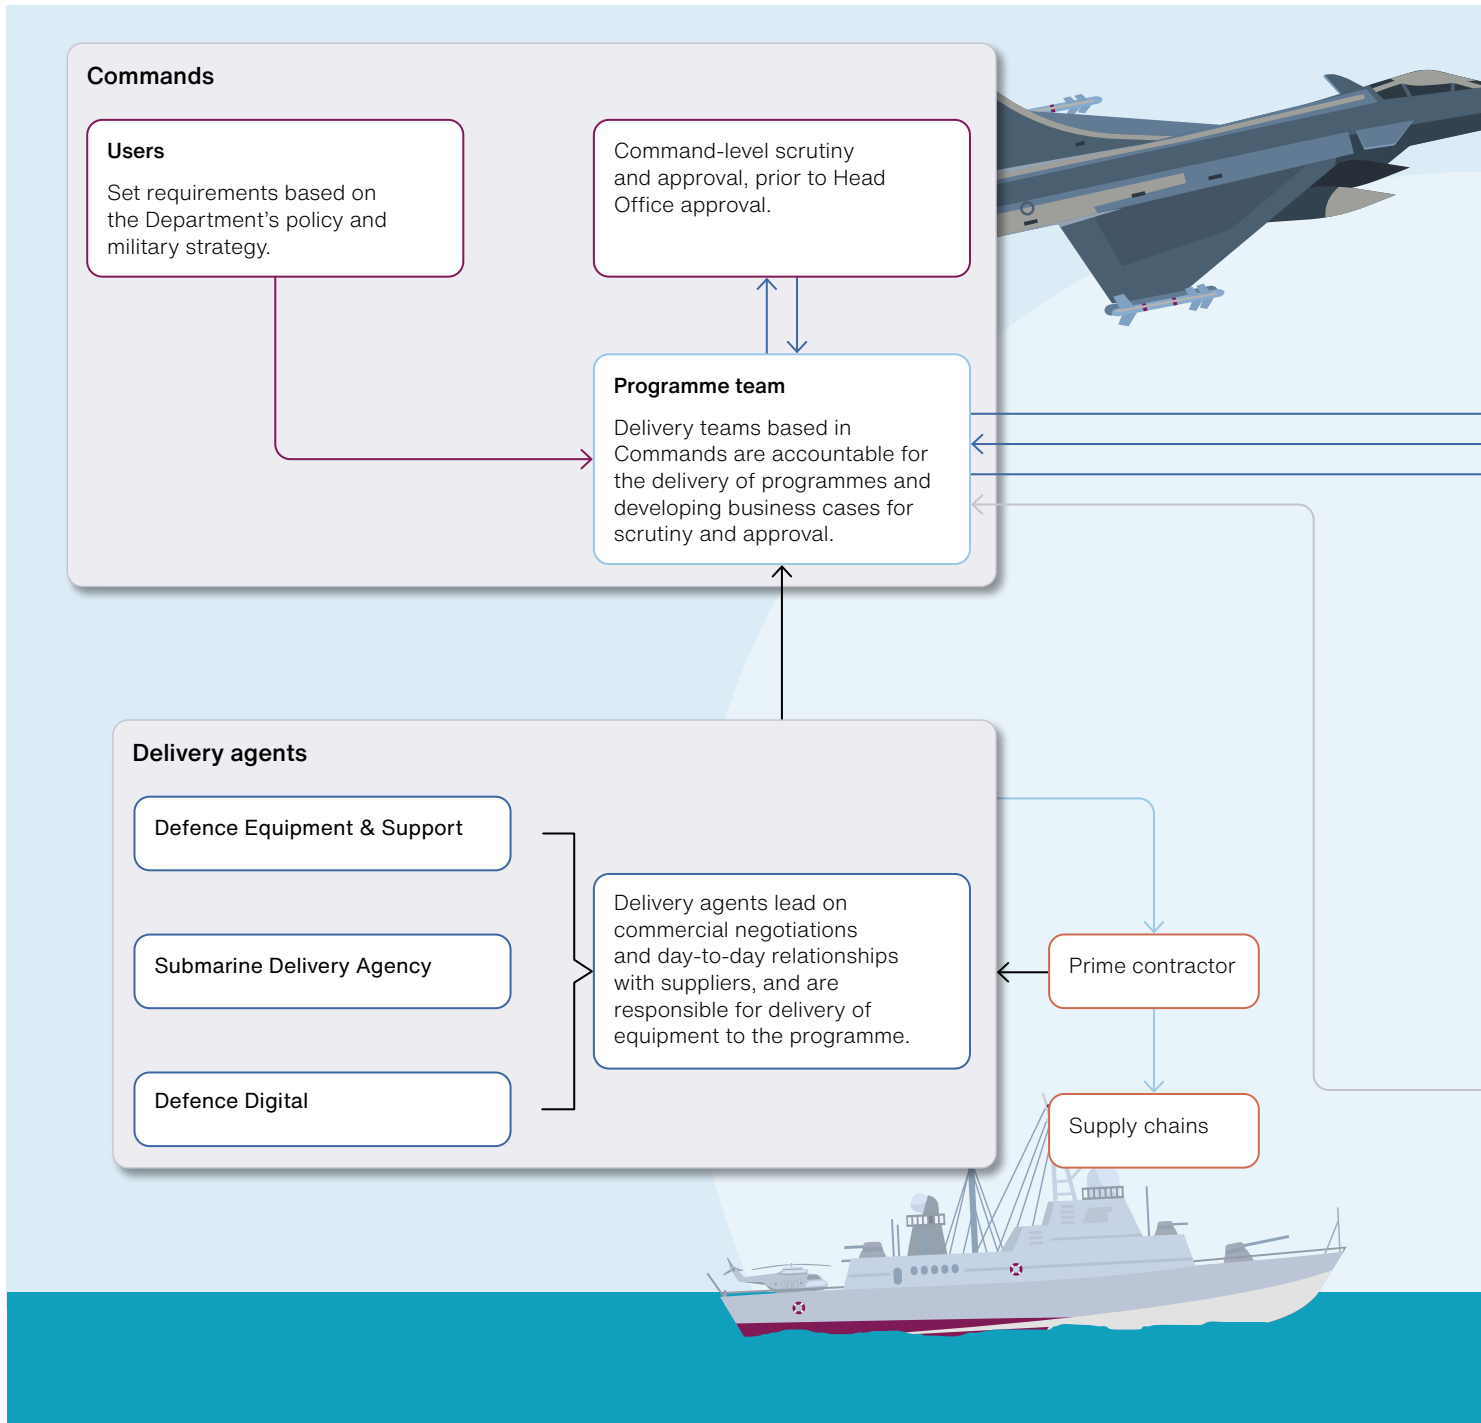 Commands
Users
Set requirements based on
the Department’s policy and
military strategy.
Command-level scrutiny
and approval, prior to Head
Office approval.
Programme team
Delivery teams based in
Commands are accountable for
the delivery of programmes and
developing business cases for
scrutiny and approval.
Delivery agents
Defence Equipment & Support
Submarine Delivery Agency
Defence Digital
Delivery agents lead on
commercial negotiations
and day-to-day relationships
with suppliers, and are
responsible for delivery of
equipment to the programme.
Prime contractor
Supply chains